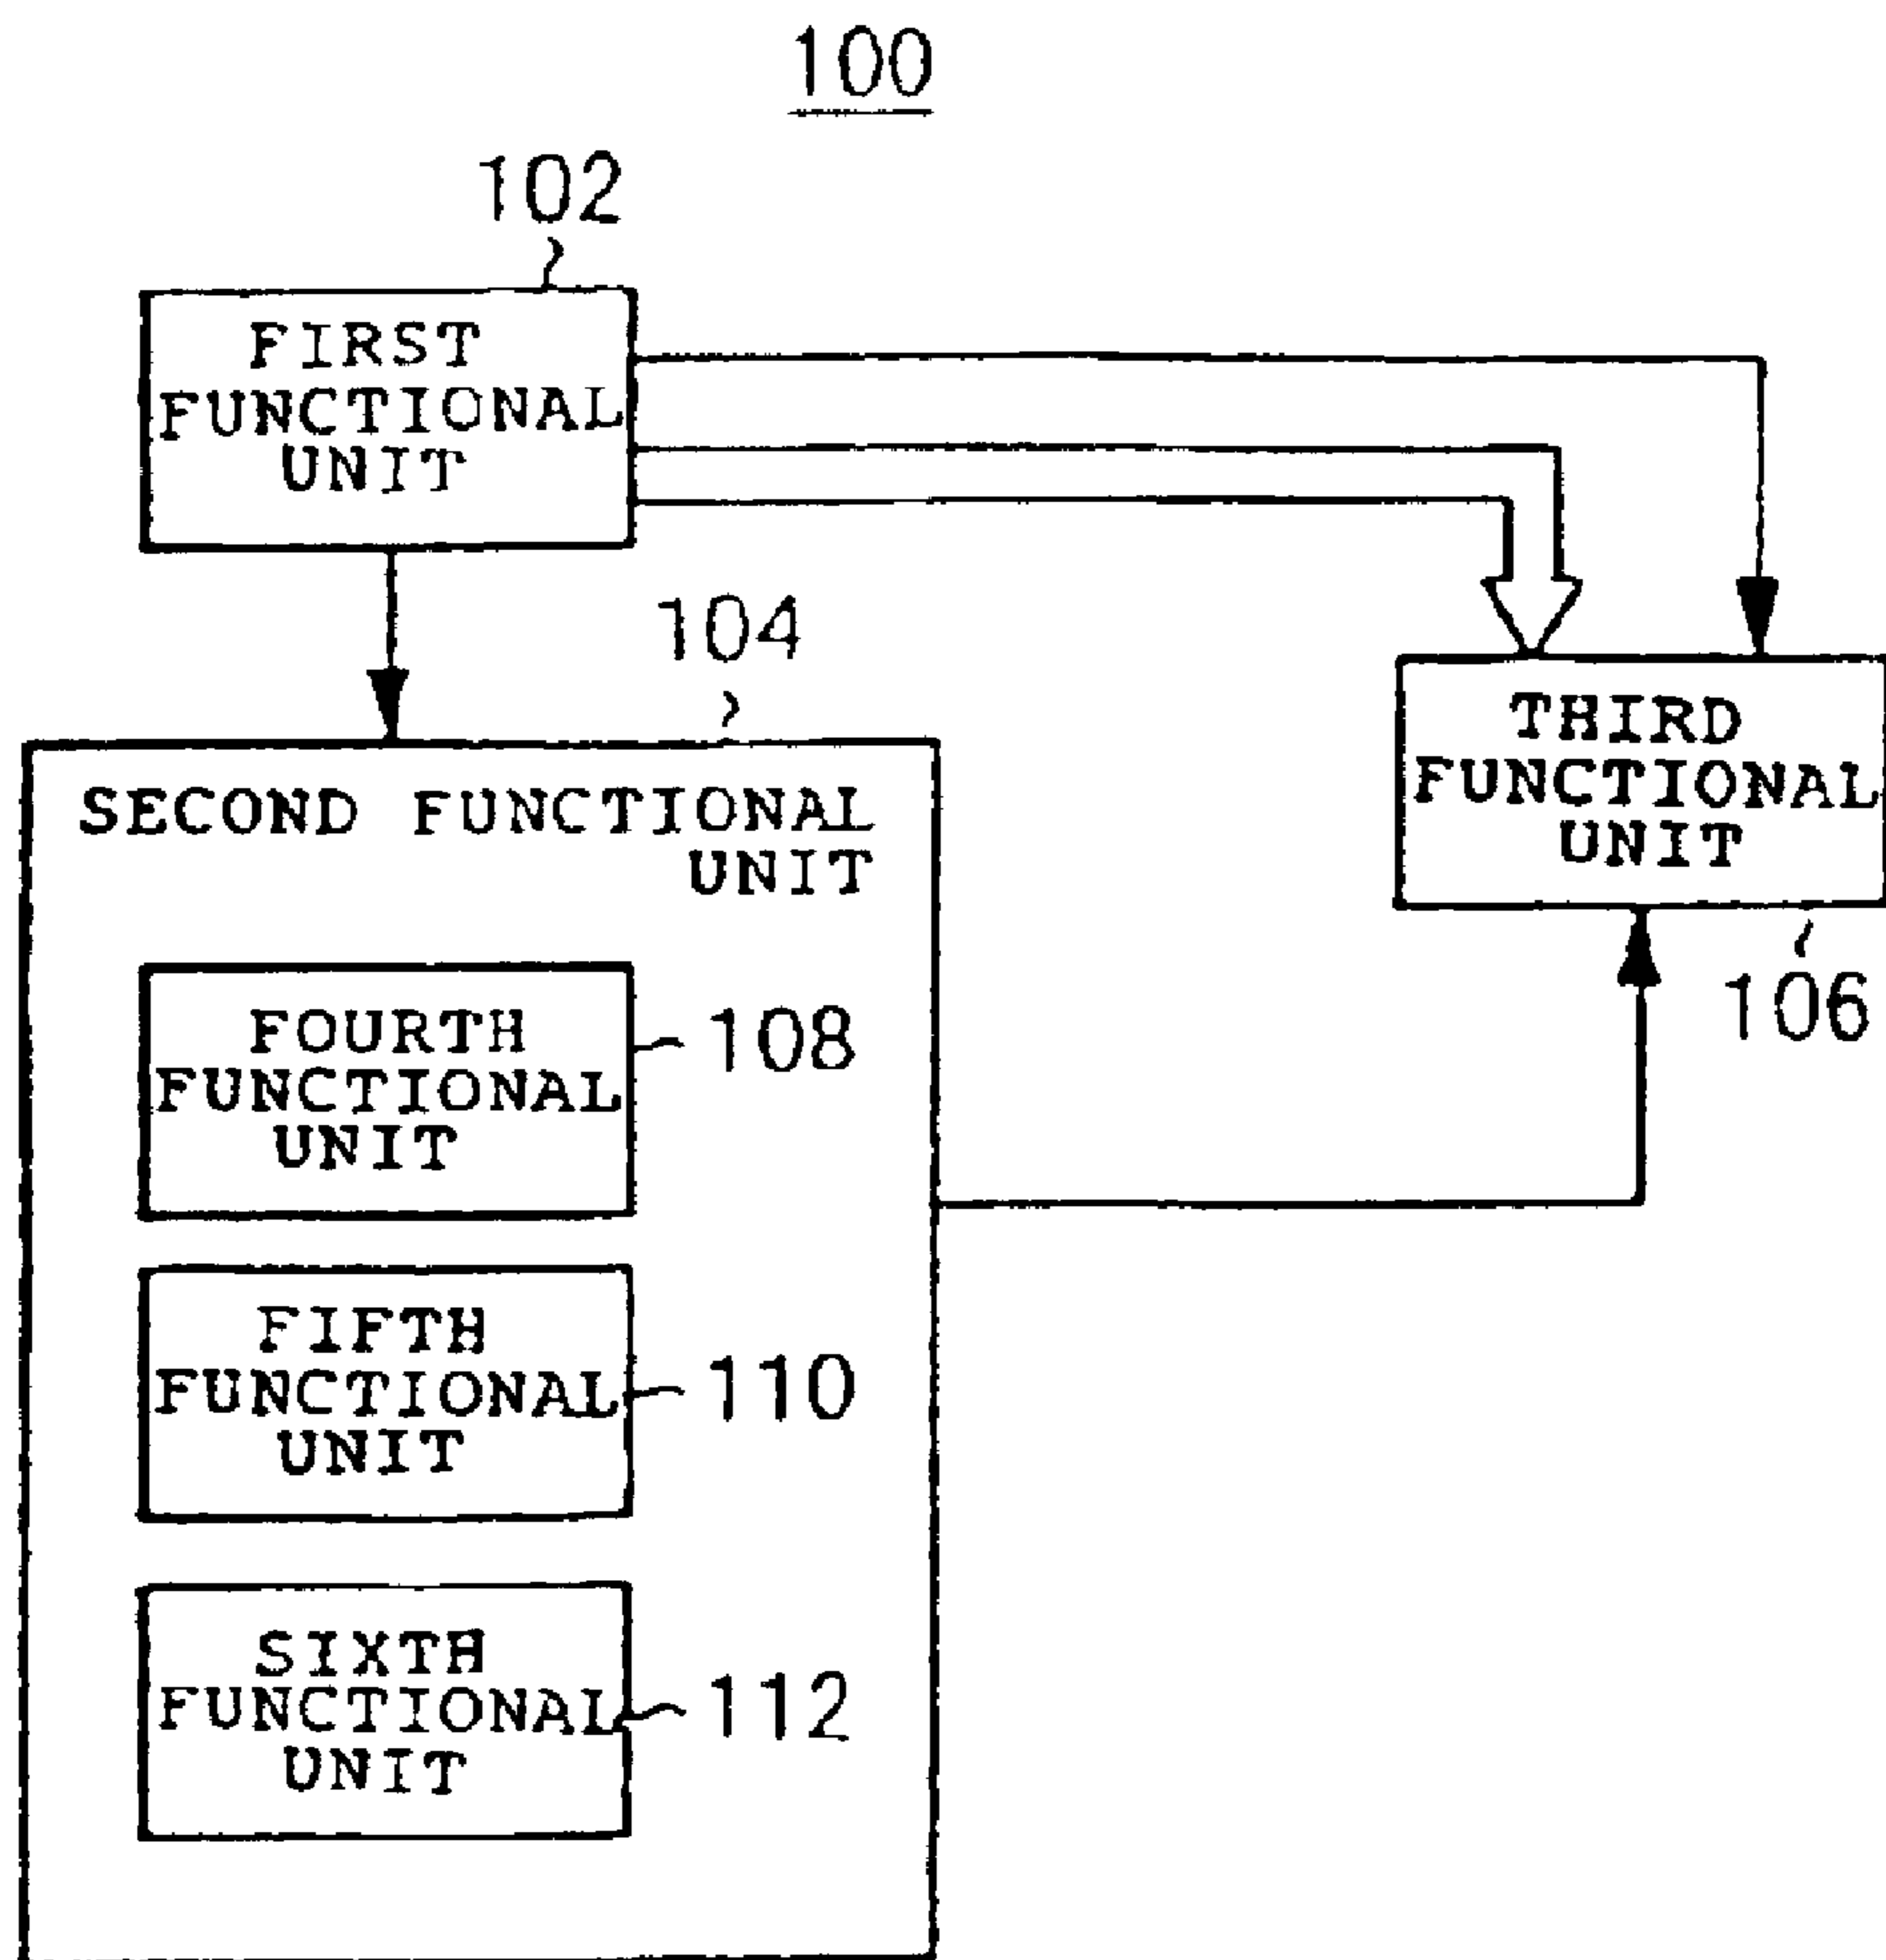 100
102
FIRST
FUNCTIONAL
UNIT
104
SECOND FUNCTIONAL
UNIT
THIRD
FUNCTIONAL
UNIT
106
FOURTH
FUNCTIONAL
UNIT
108
FIFTH
FUNCTIONAL
UNIT
110
SIXTH
FUNCTIONAL
UNIT
112